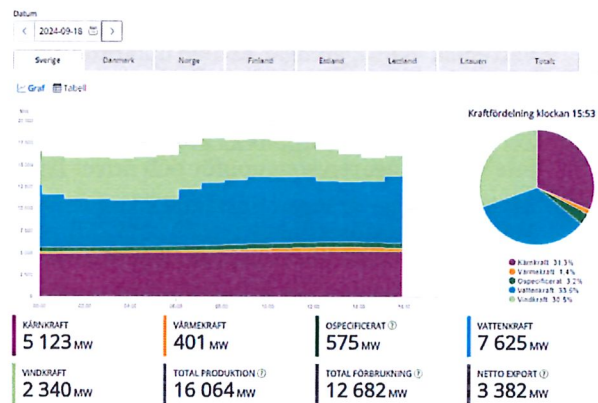 Datum
2024-09-18
Sverige Danmark Norge Finland Estland Lettland Litauen Totalt
Graf Tabell
Kraftfördelning klockan 15:53
Kärnkraft 31.3%
Värmekraft 1.4%
Ospecificerat 3.2%
Vattenkraft 33.6%
Vindkraft 30.5%
KÄRNKRAFT
5 123 MW
VÄRMEKRAFT
401 MW
OSPECIFICERAT
575 MW
VATTENKRAFT
7 625 MW
VINDKRAFT
2 340 MW
TOTAL PRODUKTION
16 064 MW
TOTAL FÖRBRUKNING
12 682 MW
NETTO EXPORT
3 382 MW